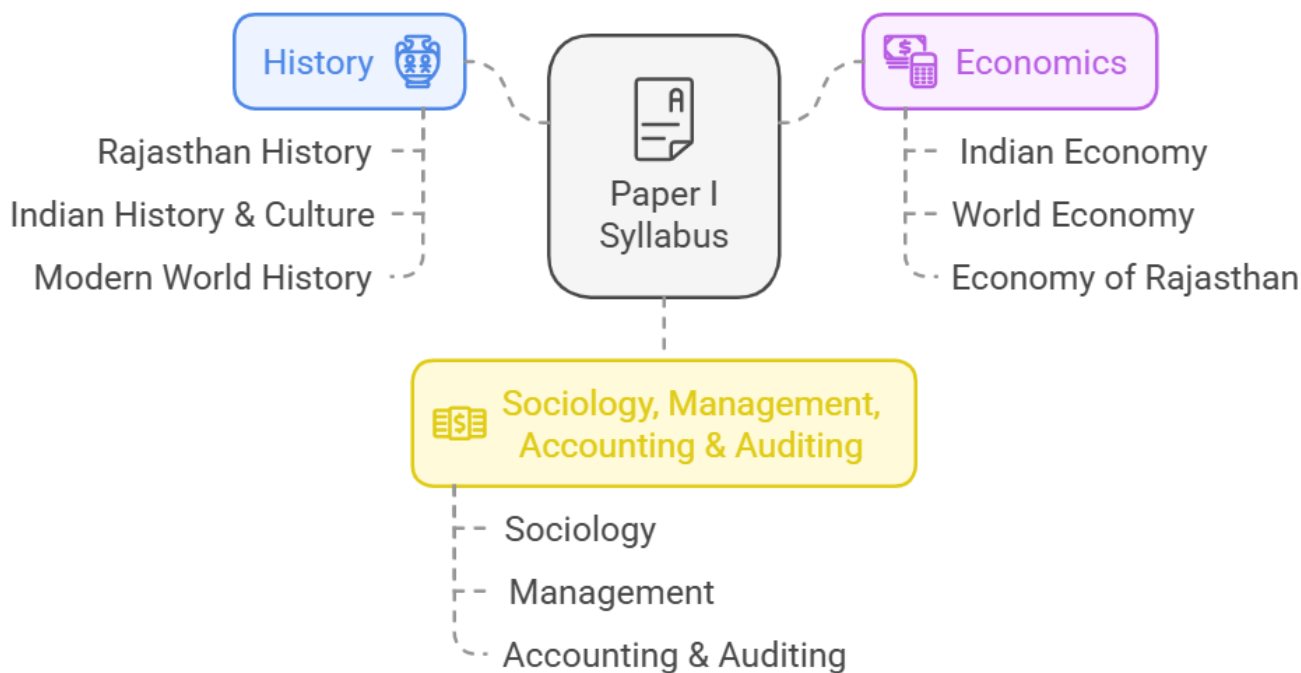 History
Rajasthan History
Indian History & Culture
Modern World History
A
Paper I
Syllabus
Economics
Indian Economy
World Economy
Economy of Rajasthan
Sociology, Management,
Accounting & Auditing
Sociology
Management
Accounting & Auditing